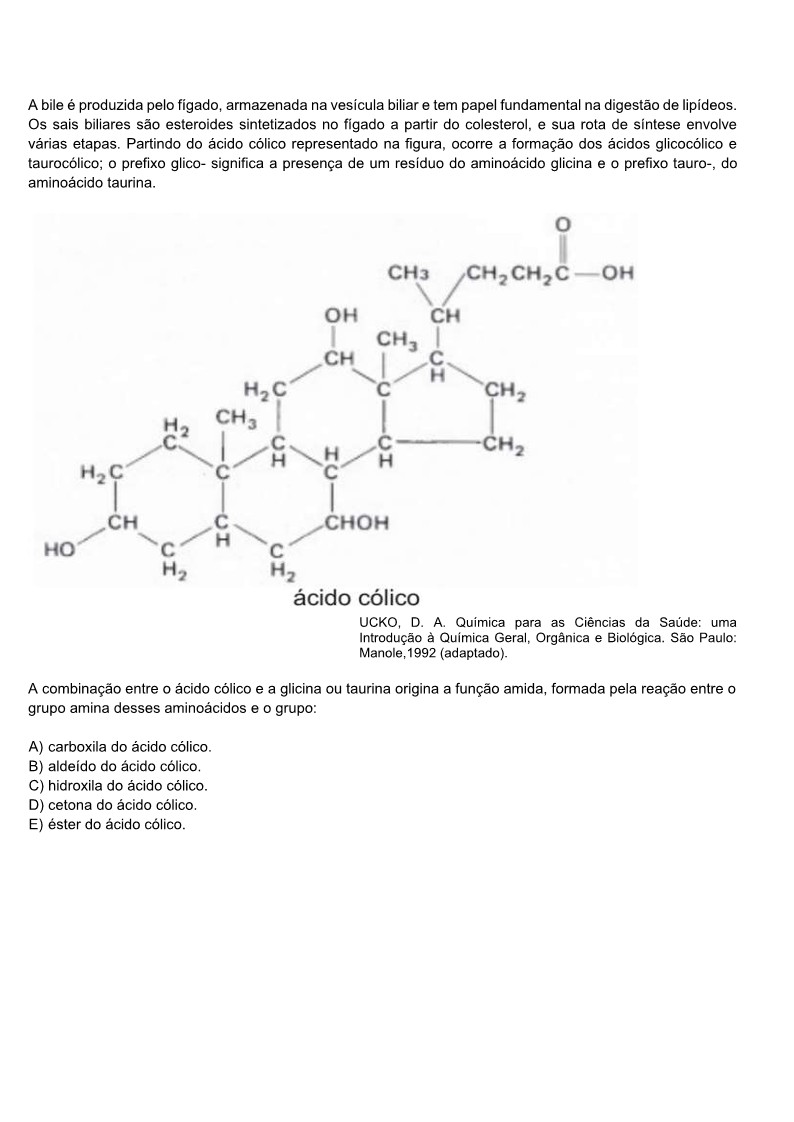 A bile é produzida pelo fígado, armazenada na vesícula biliar e tem papel fundamental na digestão de lipídeos.
Os sais biliares são esteroides sintetizados no fígado a partir do colesterol, e sua rota de síntese envolve
várias etapas. Partindo do ácido cólico representado na figura, ocorre a formação dos ácidos glicocólico e
taurocólico; o prefixo glico- significa a presença de um resíduo do aminoácido glicina e o prefixo tauro-, do
aminoácido taurina.
O
CH3 CH2CH2C OH
OH CH
CH3
CH C
H
H2C C CH2
H2 CH3
C C C CH2
H H H
H2C C C
CH C CHOH
H
HO C C
H2 H2
ácido cólico
UCKO, D. A. Química para as Ciências da Saúde: uma
Introdução à Química Geral, Orgânica e Biológica. São Paulo:
Manole,1992 (adaptado).
A combinação entre o ácido cólico e a glicina ou taurina origina a função amida, formada pela reação entre o
grupo amina desses aminoácidos e o grupo:
A) carboxila do ácido cólico.
B) aldeído do ácido cólico.
C) hidroxila do ácido cólico.
D) cetona do ácido cólico.
E) éster do ácido cólico.